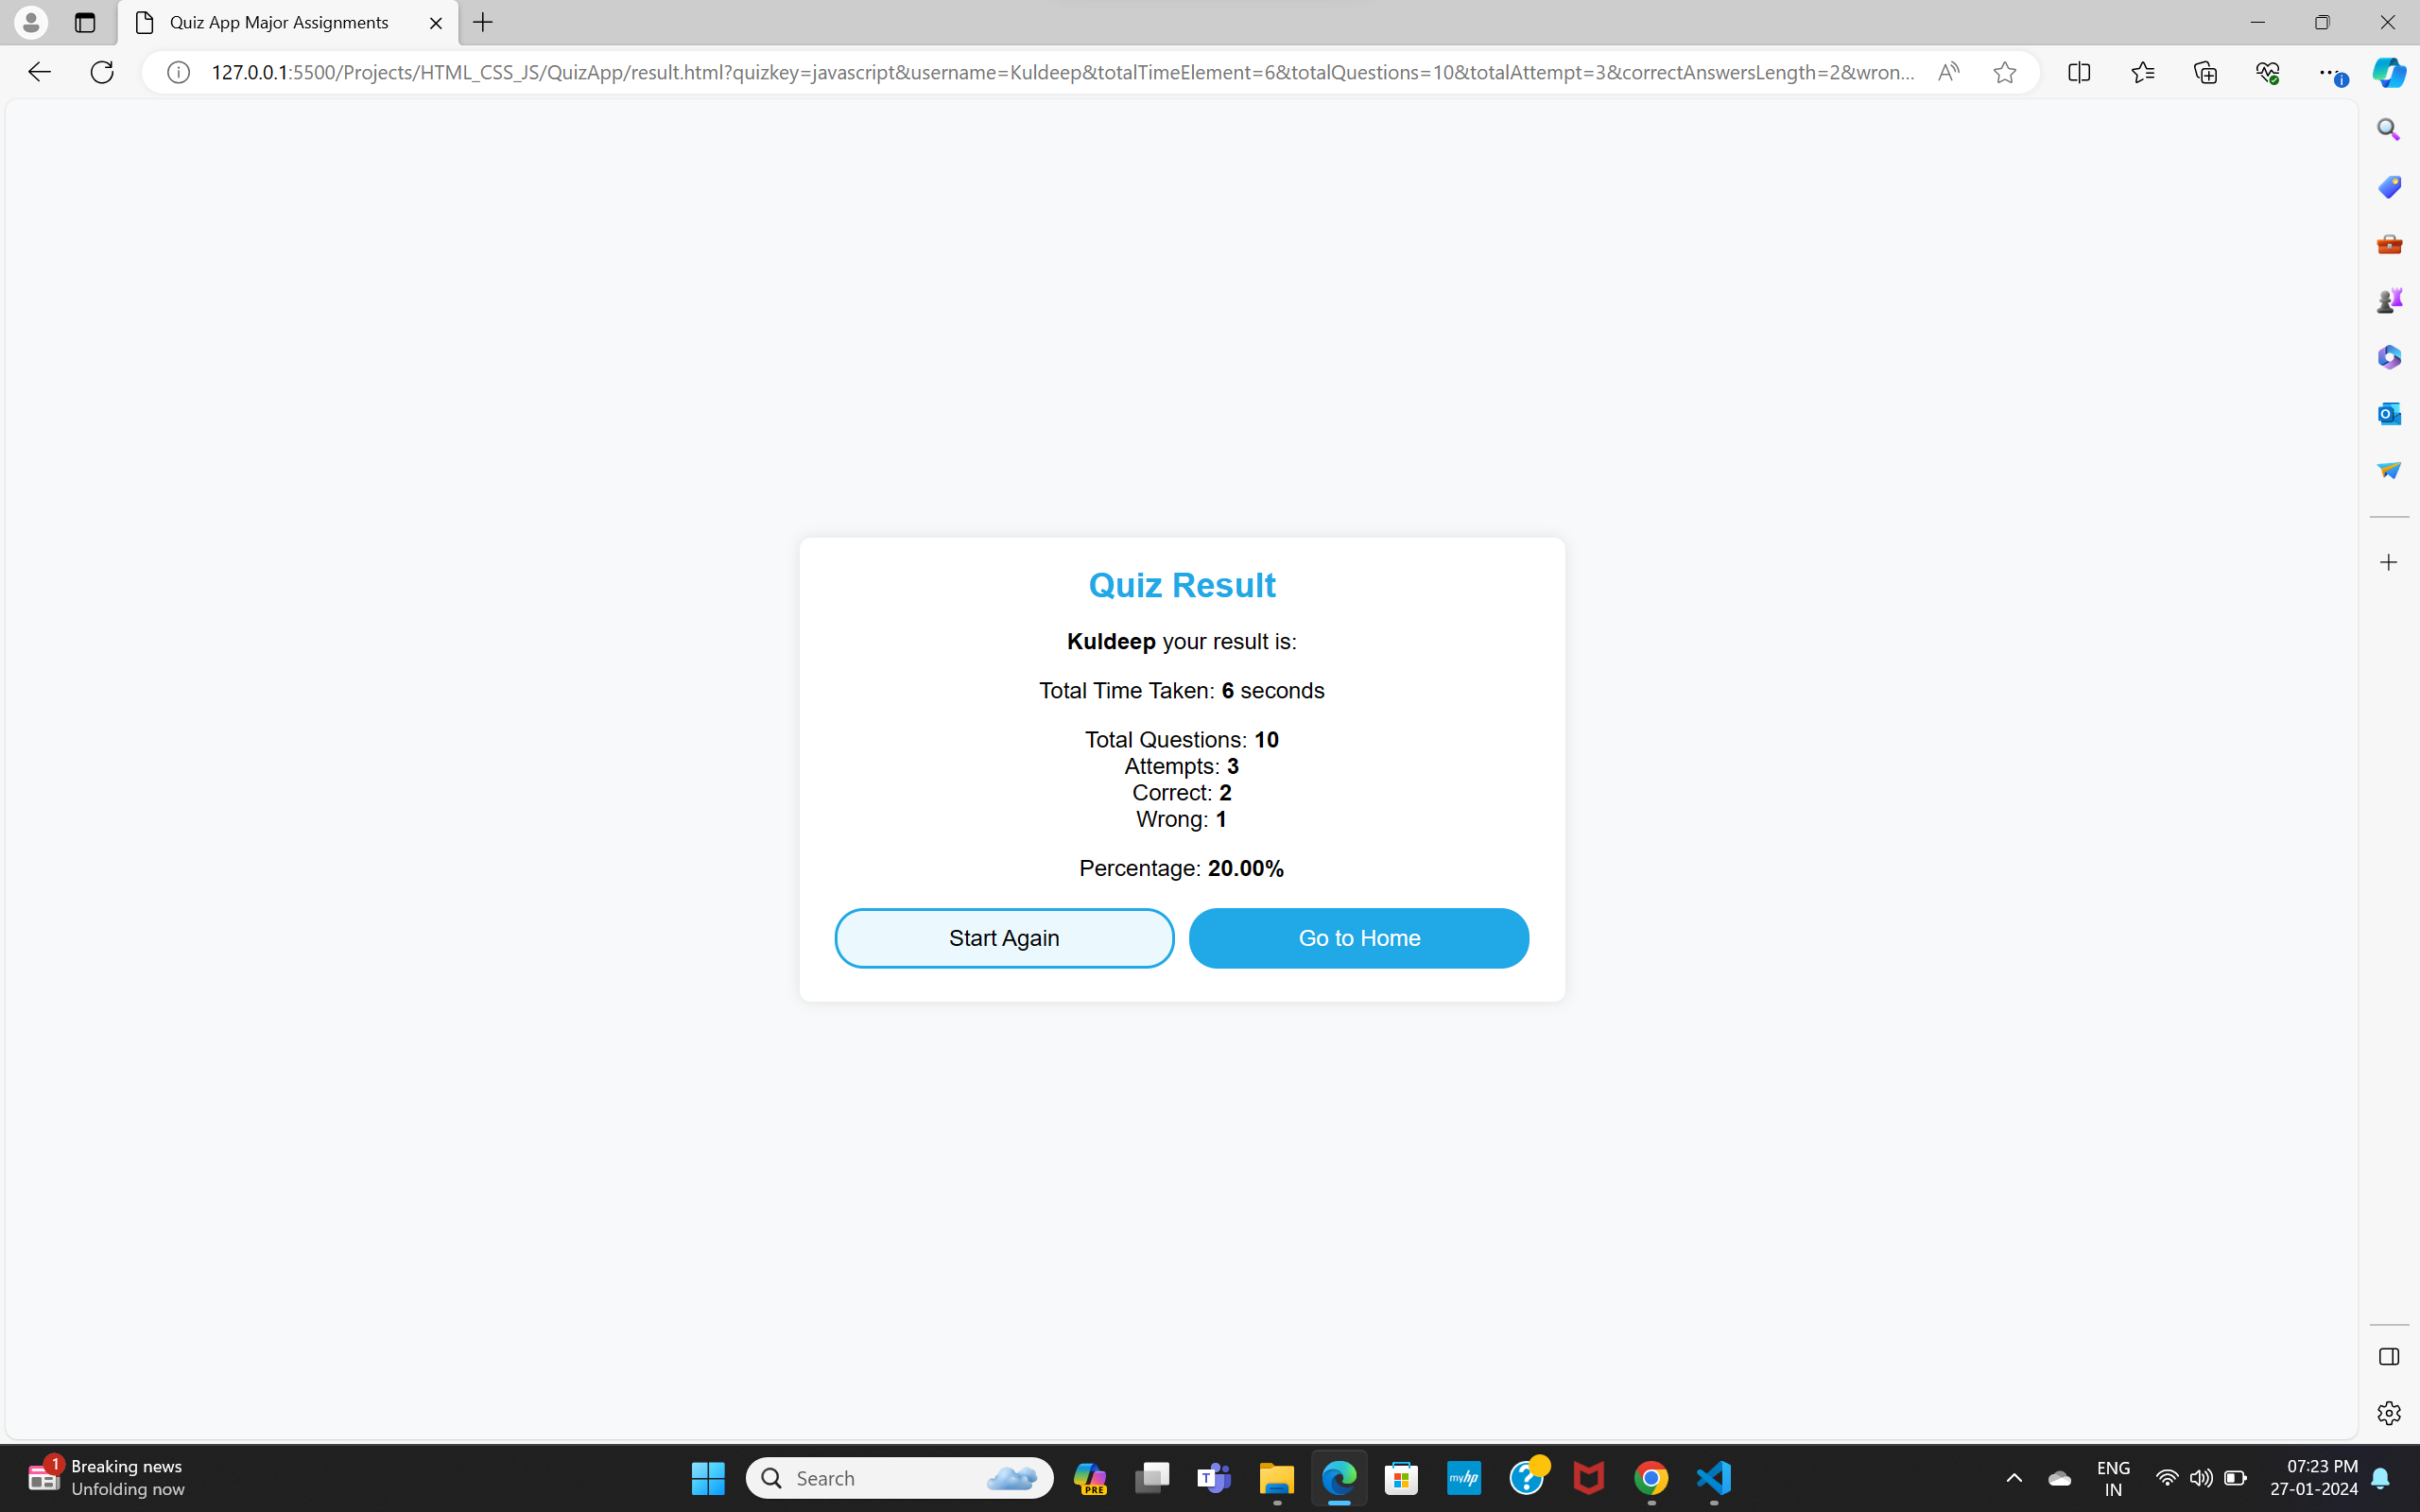 Quiz App Major Assignments
127.0.0.1:5500/Projects/HTML_CSS_JS/QuizApp/result.html?quizkey=javascript&username=Kuldeep&totalTimeElement=6&totalQuestions=10&totalAttempt=3&correctAnswersLength=2&wron...
Quiz Result
Kuldeep your result is:
Total Time Taken: 6 seconds
Total Questions: 10
Attempts: 3
Correct: 2
Wrong: 1
Percentage: 20.00%
Start Again
Go to Home
1
Breaking news
Unfolding now
Search
PRE
myhp
ENG
IN
07:23 PM
27-01-2024